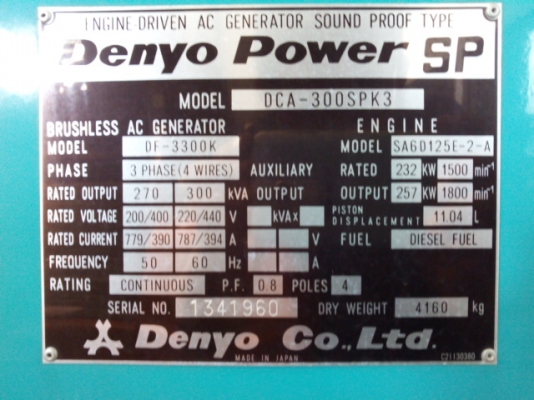 ENGINE DRIVEN AC GENERATOR SOUND PROOF TYPE
Denyo Power SP
MODEL DCA-300SPK3
BRUSHLESS AC GENERATOR ENGINE
MODEL DF-3300K MODEL SA6D125E-2-A
PHASE 3 PHASE(4 WIRES) AUXILIARY RATED 232 KW 1500 min⁻¹
RATED OUTPUT 270 300 kVA OUTPUT OUTPUT 257 KW 1800 min⁻¹
RATED VOLTAGE 200/400 220/440 V kVAx PISTON DISPLACEMENT 11.04 L
RATED CURRENT 779/390 787/394 A V FUEL DIESEL FUEL
FREQUENCY 50 60 Hz A
RATING CONTINUOUS P.F. 0.8 POLES 4
SERIAL NO. 1341960 DRY WEIGHT 4160 kg
Denyo Co.,Ltd.
MADE IN JAPAN C21130300